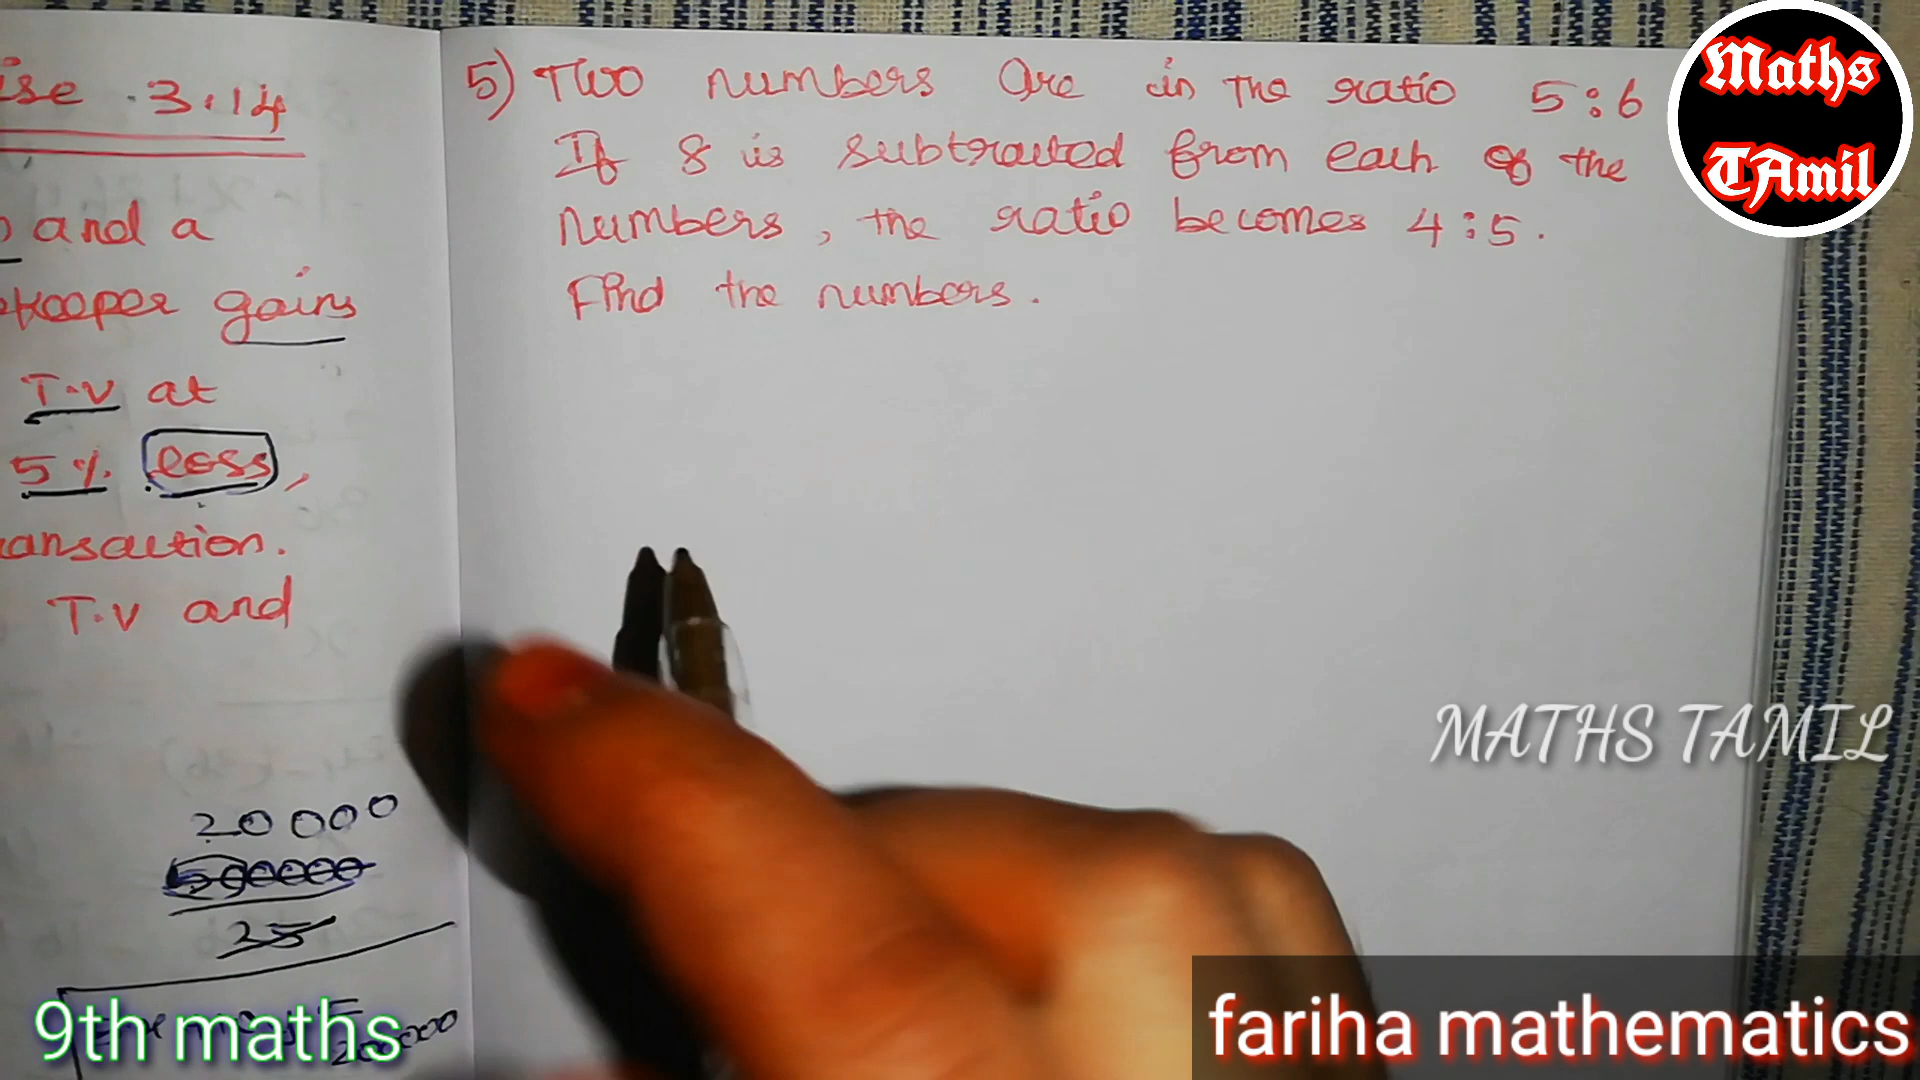 ise 3.14
and a
keeper gains
T.V at
5% loss,
ansaction.
T.V and
20000
25
5) Two numbers are in the ratio 5:6
If 8 is subtracted from each of the
numbers, the ratio becomes 4:5.
Find the numbers.
Maths
TAmil
MATHS TAMIL
9th maths
fariha mathematics